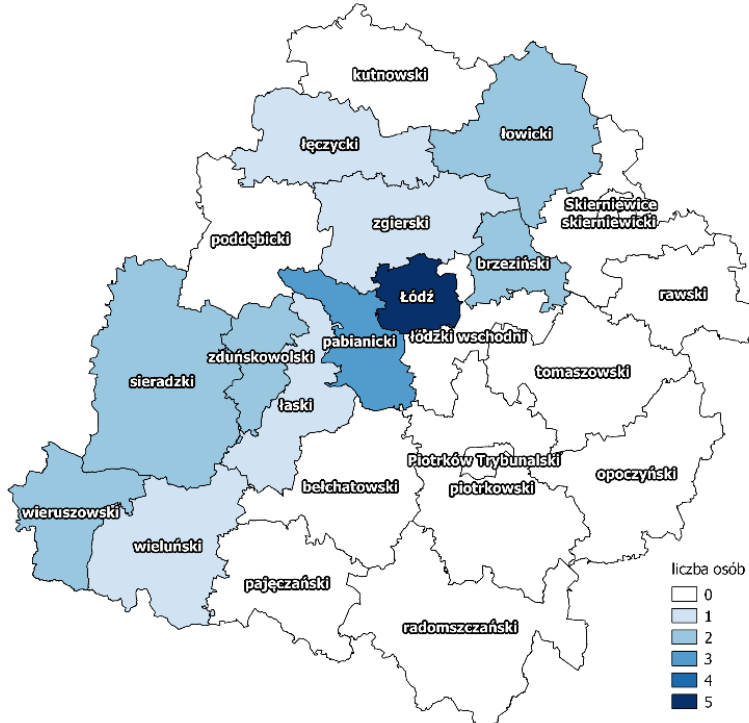 kutnowski
łęczycki
łowicki
Skierniewice
skierniewicki
zgierski
poddębicki
brzeziński
rawski
Łódź
łódzki wschodni
pabianicki
zduńskowolski
sieradzki
tomaszowski
łaski
Piotrków Trybunalski
opoczyński
bełchatowski
piotrkowski
wieruszowski
wieluński
pajęczański
radomszczański
liczba osób
0
1
2
3
4
5